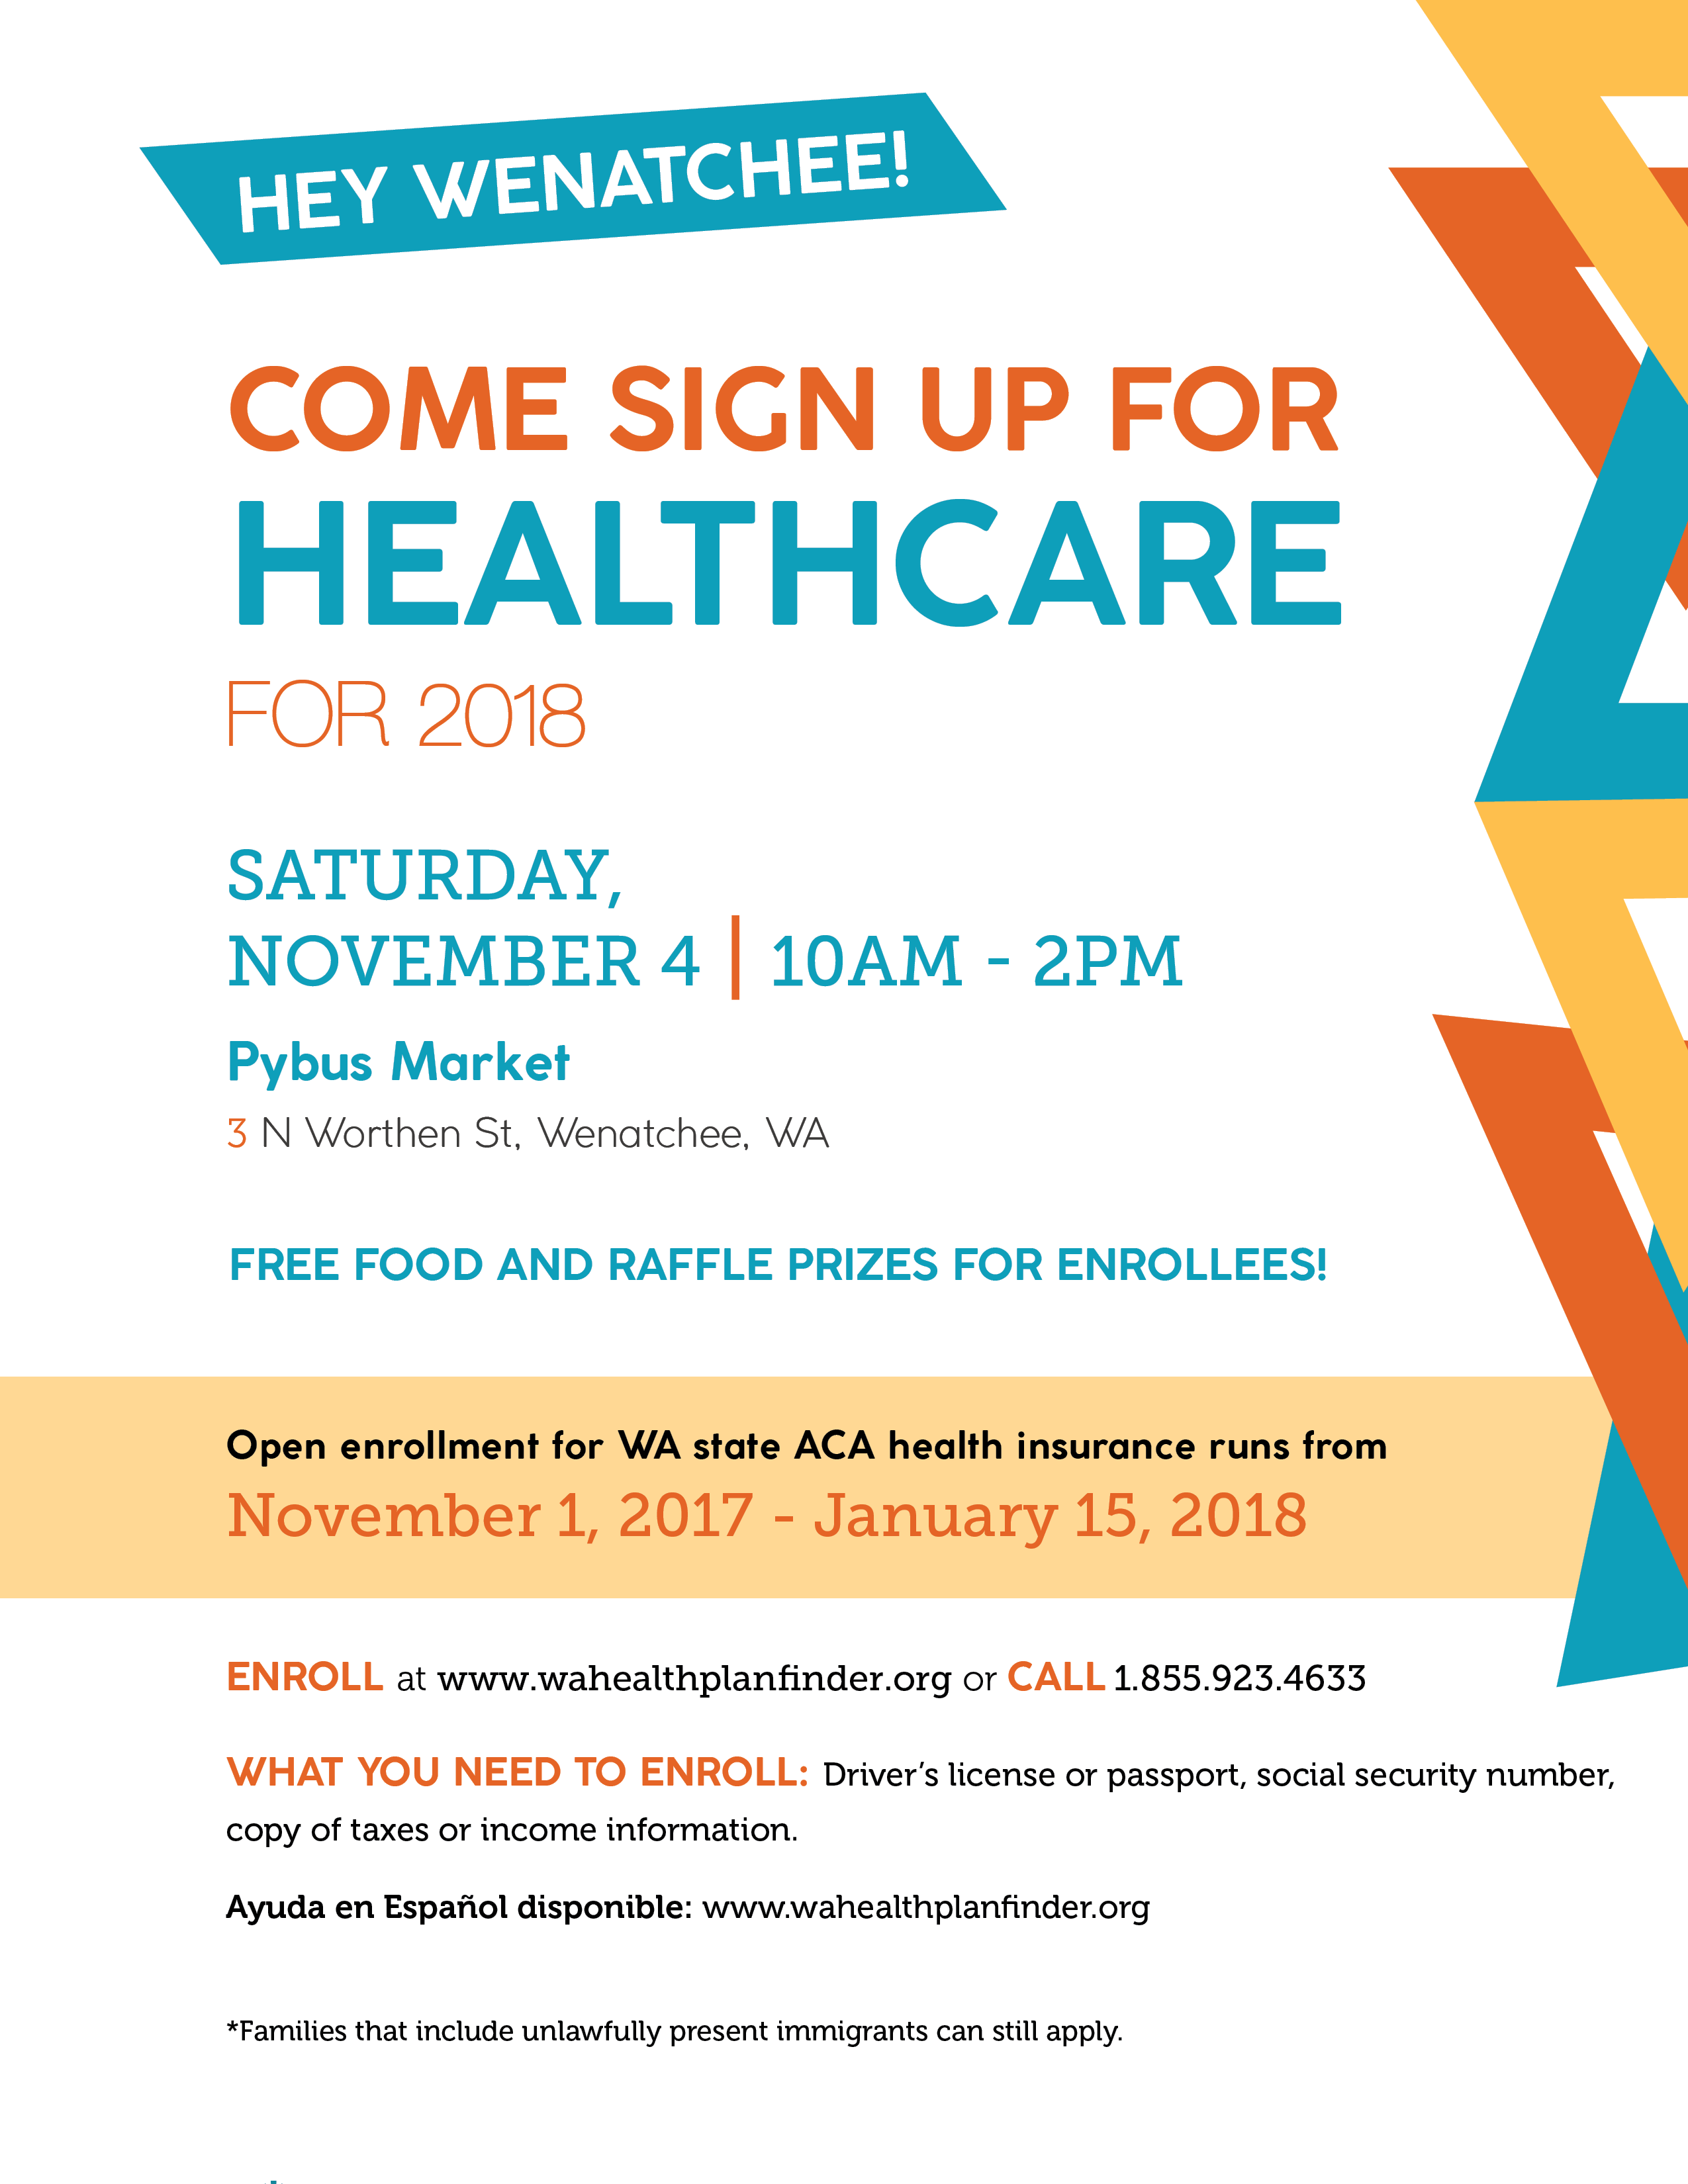 HEY WENATCHEE!
COME SIGN UP FOR
HEALTHCARE
FOR 2018
SATURDAY,
NOVEMBER 4 | 10AM - 2PM
Pybus Market
3 N Worthen St, Wenatchee, WA
FREE FOOD AND RAFFLE PRIZES FOR ENROLLEES!
Open enrollment for WA state ACA health insurance runs from
November 1, 2017 - January 15, 2018
ENROLL at www.wahealthplanfinder.org or CALL 1.855.923.4633
WHAT YOU NEED TO ENROLL: Driver’s license or passport, social security number,
copy of taxes or income information.
Ayuda en Español disponible: www.wahealthplanfinder.org
*Families that include unlawfully present immigrants can still apply.